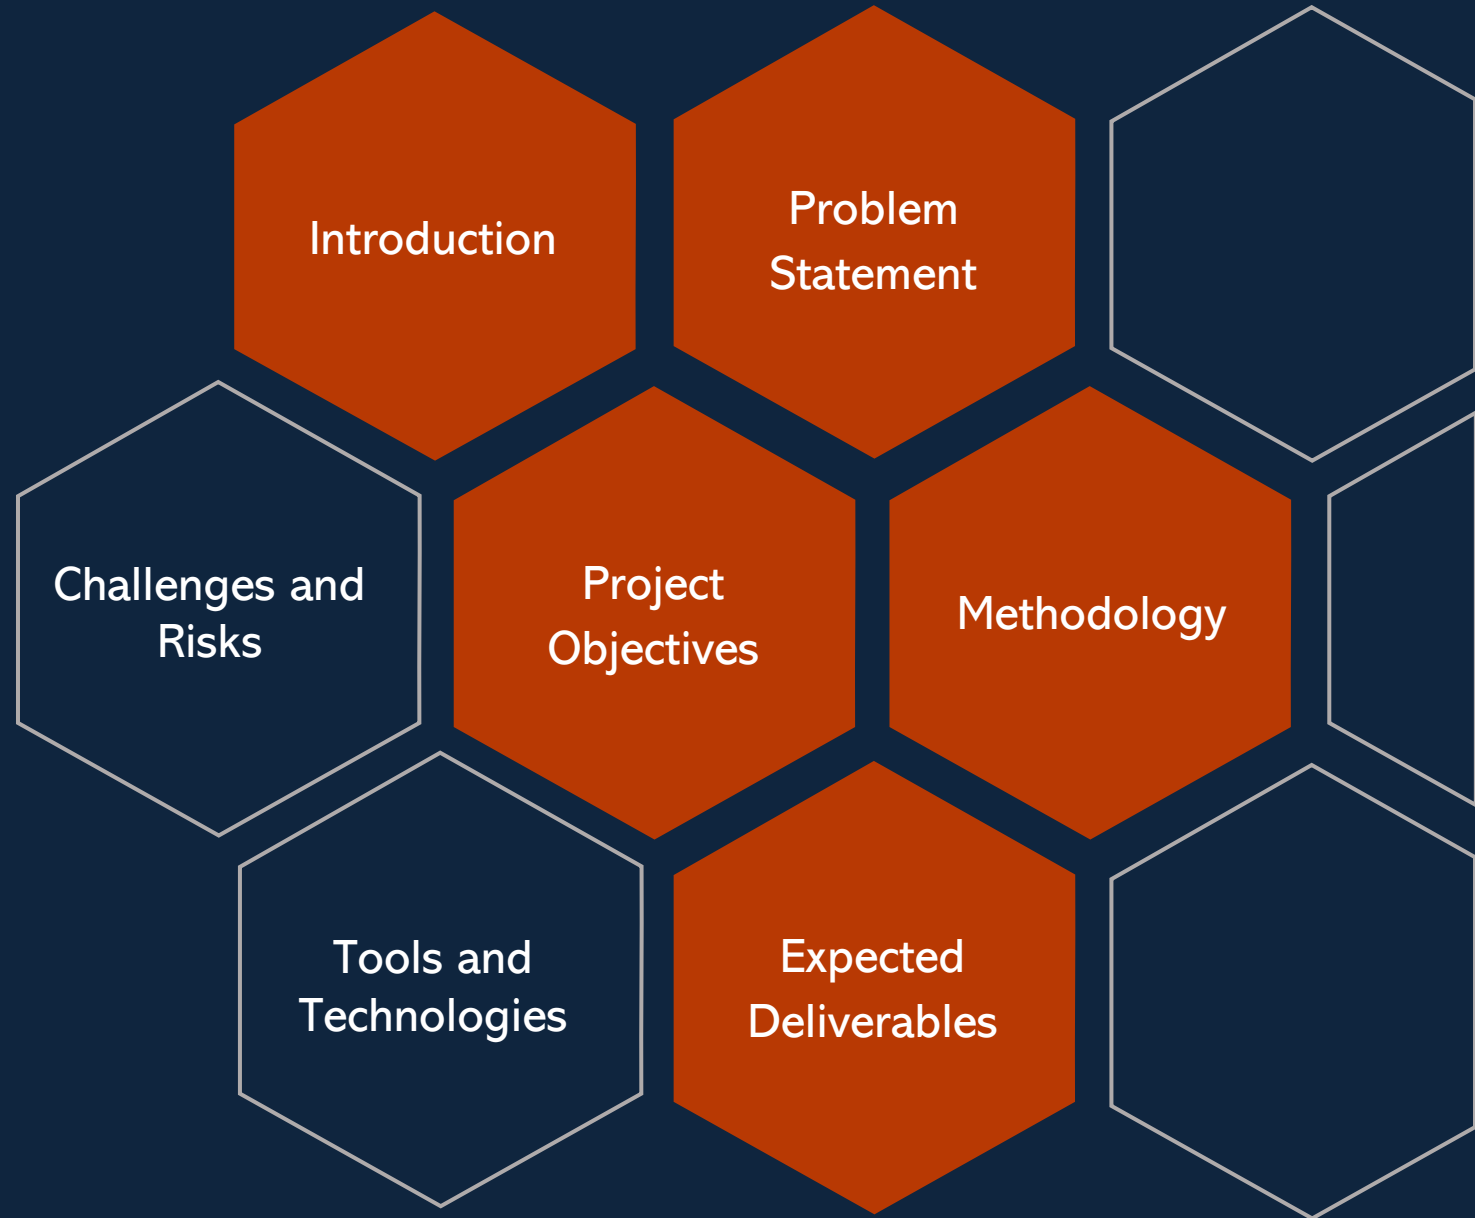 Introduction
Problem
Statement
Challenges and
Risks
Project
Objectives
Methodology
Tools and
Technologies
Expected
Deliverables